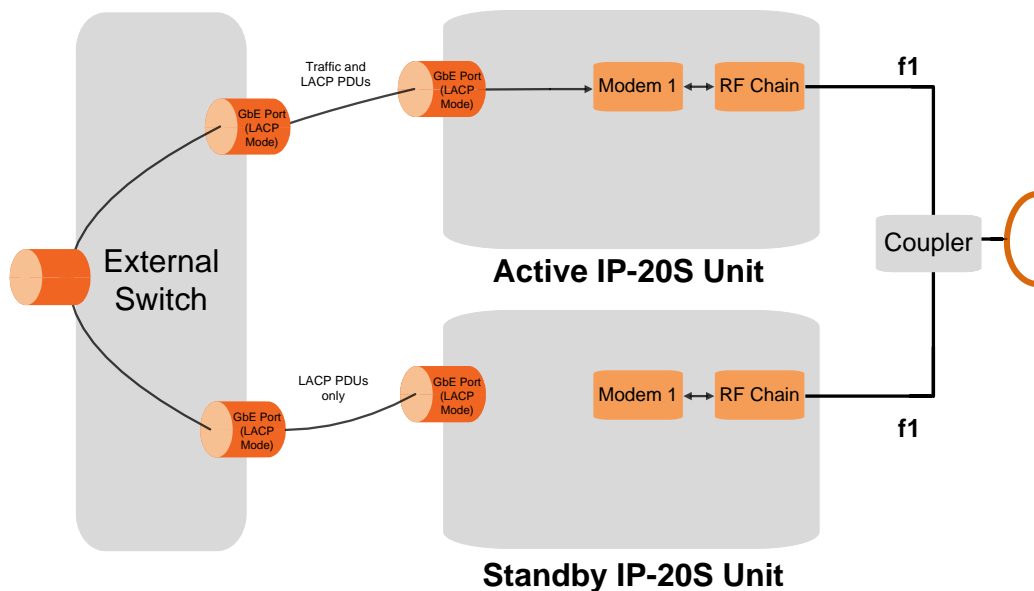 Traffic and
LACP PDUs
GbE Port
(LACP
Mode)
GbE Port
(LACP
Mode)
Modem 1
RF Chain
f1
External
Switch
Coupler
Active IP-20S Unit
LACP PDUs
only
GbE Port
(LACP
Mode)
GbE Port
(LACP
Mode)
Modem 1
RF Chain
f1
Standby IP-20S Unit